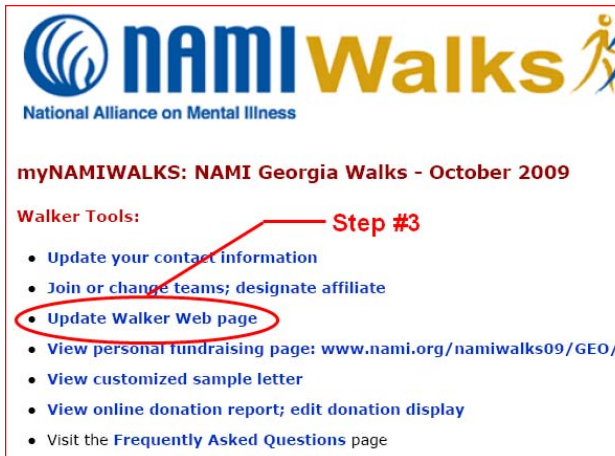 NAMI Walks
National Alliance on Mental Illness
myNAMIWALKS: NAMI Georgia Walks - October 2009
Walker Tools:
Step #3
• Update your contact information
• Join or change teams; designate affiliate
• Update Walker Web page
• View personal fundraising page: www.nami.org/namiwalks09/GEO/
• View customized sample letter
• View online donation report; edit donation display
• Visit the Frequently Asked Questions page